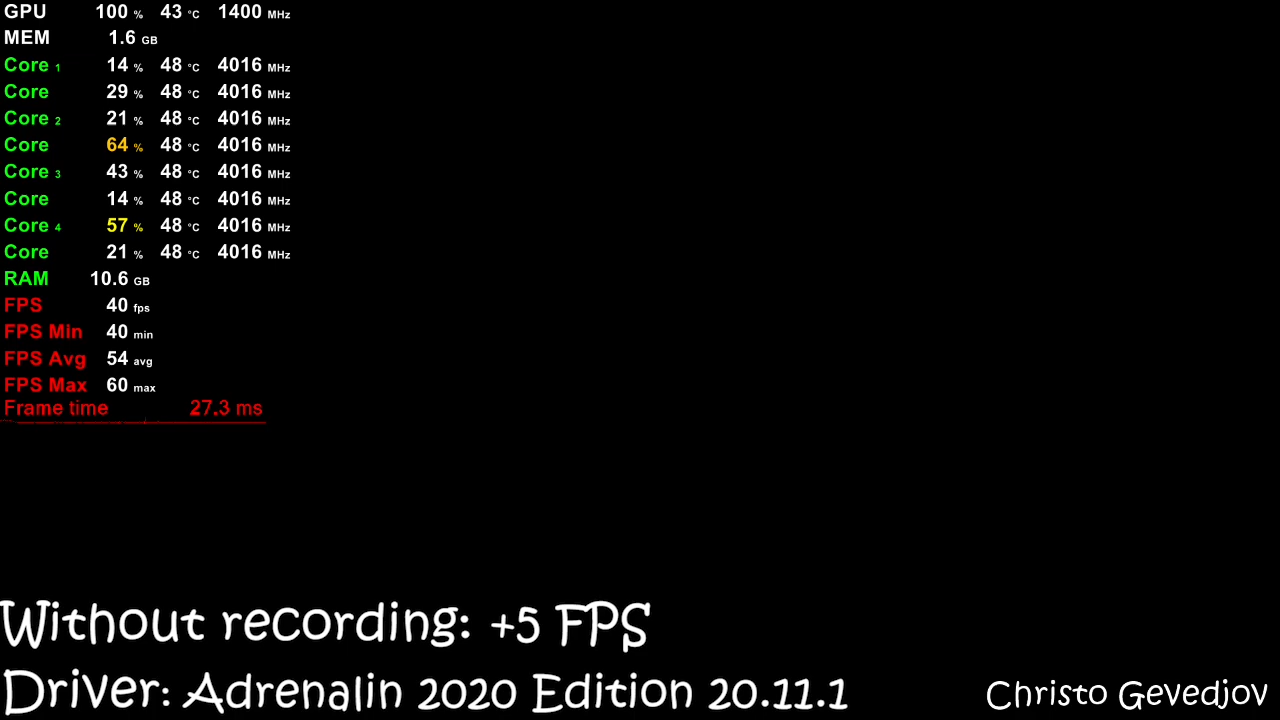 GPU 100 % 43 °C 1400 MHz
MEM 1.6 GB
Core 1 14 % 48 °C 4016 MHz
Core 29 % 48 °C 4016 MHz
Core 2 21 % 48 °C 4016 MHz
Core 64 % 48 °C 4016 MHz
Core 3 43 % 48 °C 4016 MHz
Core 14 % 48 °C 4016 MHz
Core 4 57 % 48 °C 4016 MHz
Core 21 % 48 °C 4016 MHz
RAM 10.6 GB
FPS 40 fps
FPS Min 40 min
FPS Avg 54 avg
FPS Max 60 max
Frame time 27.3 ms
Without recording: +5 FPS
Driver: Adrenalin 2020 Edition 20.11.1
Christo Gevedjov